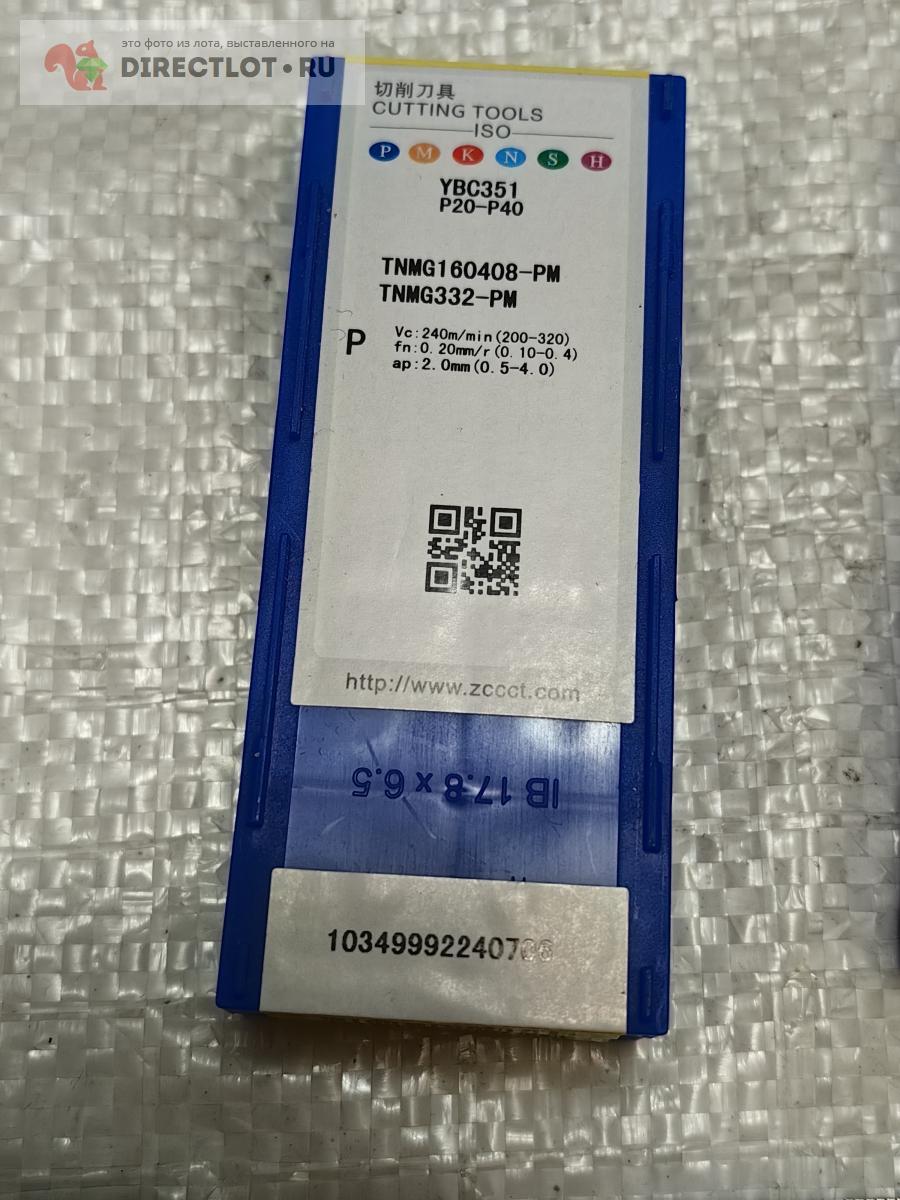 это фото из лота, выставленного на
DIRECTLOT.RU
切削刀具
CUTTING TOOLS
ISO
P M K N S H
YBC351
P20-P40
TNMG160408-PM
TNMG332-PM
P
Vc:240m/min(200-320)
fn:0.20mm/r(0.10-0.4)
ap:2.0mm(0.5-4.0)
http://www.zccct.com
IB 17.8 x 6.5